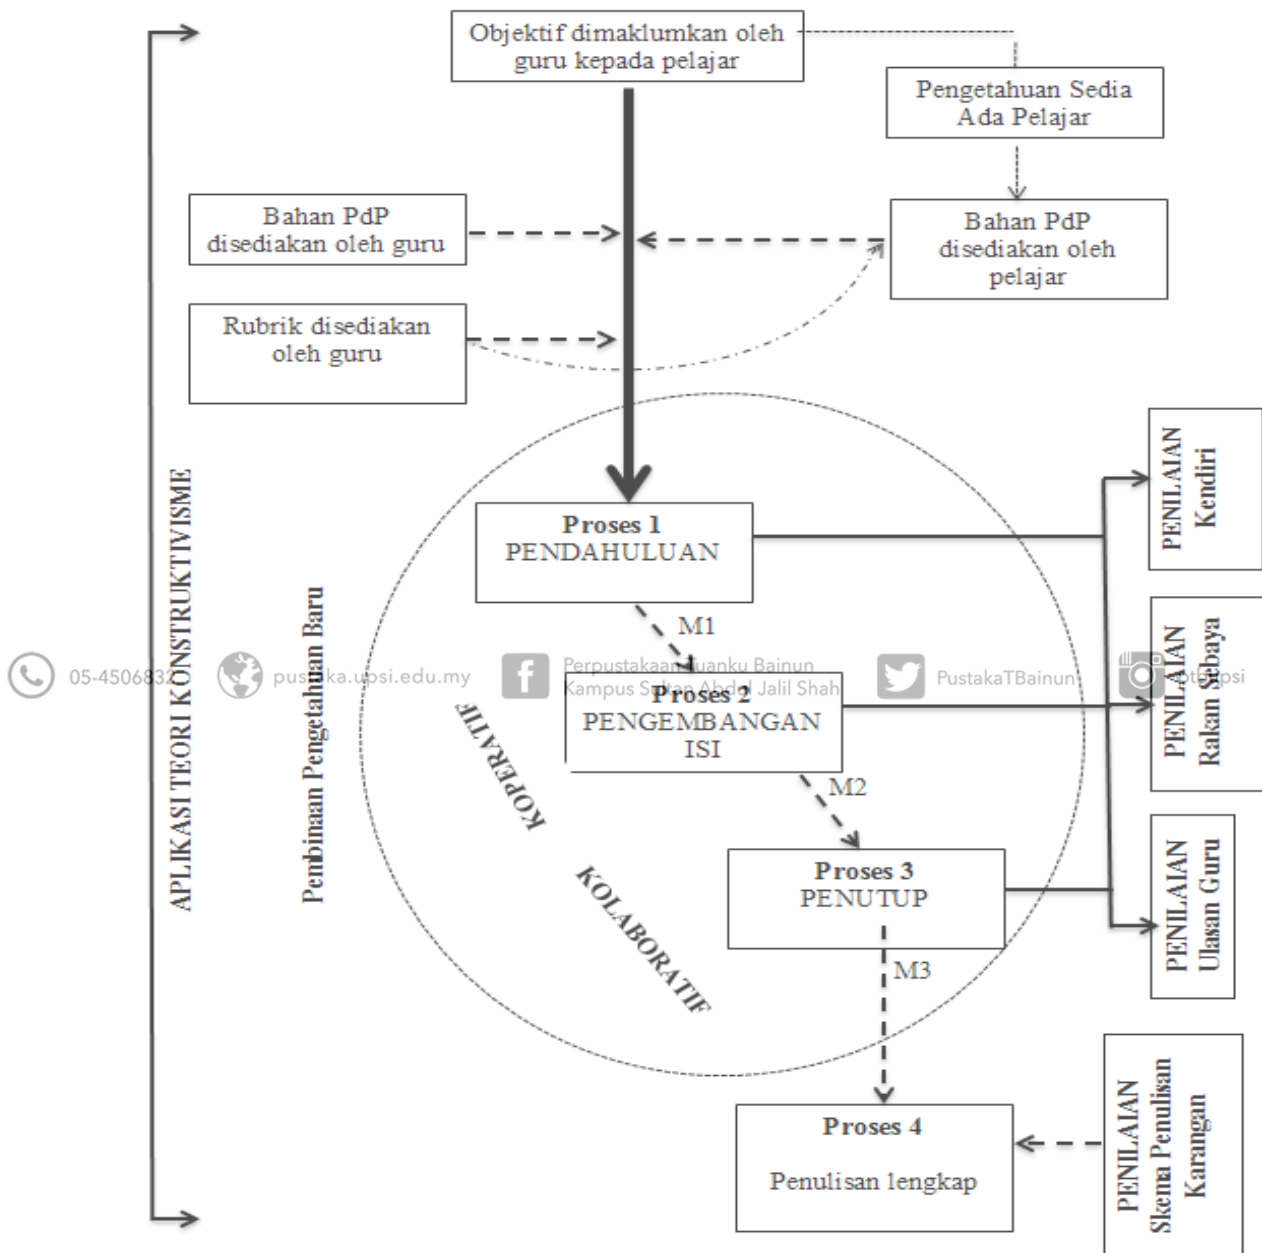 Objektif dimaklumkan oleh
guru kepada pelajar
Pengetahuan Sedia
Ada Pelajar
Bahan PdP
disediakan oleh guru
Bahan PdP
disediakan oleh
pelajar
Rubrik disediakan
oleh guru
APLIKASI TEORI KONSTRUKTIVISME
Pembinaan Pengetahuan Baru
Proses 1
PENDAHULUAN
M1
Proses 2
PENGEMBANGAN
ISI
M2
Proses 3
PENUTUP
M3
Proses 4
Penulisan lengkap
KOPERATIF
KOLABORATIF
PENILAIAN
Kendiri
PENILAIAN
Rakan Sebaya
PENILAIAN
Ulasan Guru
PENILAIAN
Skema Penulisan
Karangan
05-4506832
pustaka.upsi.edu.my
Perpustakaan Tuanku Bainun
Kampus Sultan Abdul Jalil Shah
PustakaTBainun